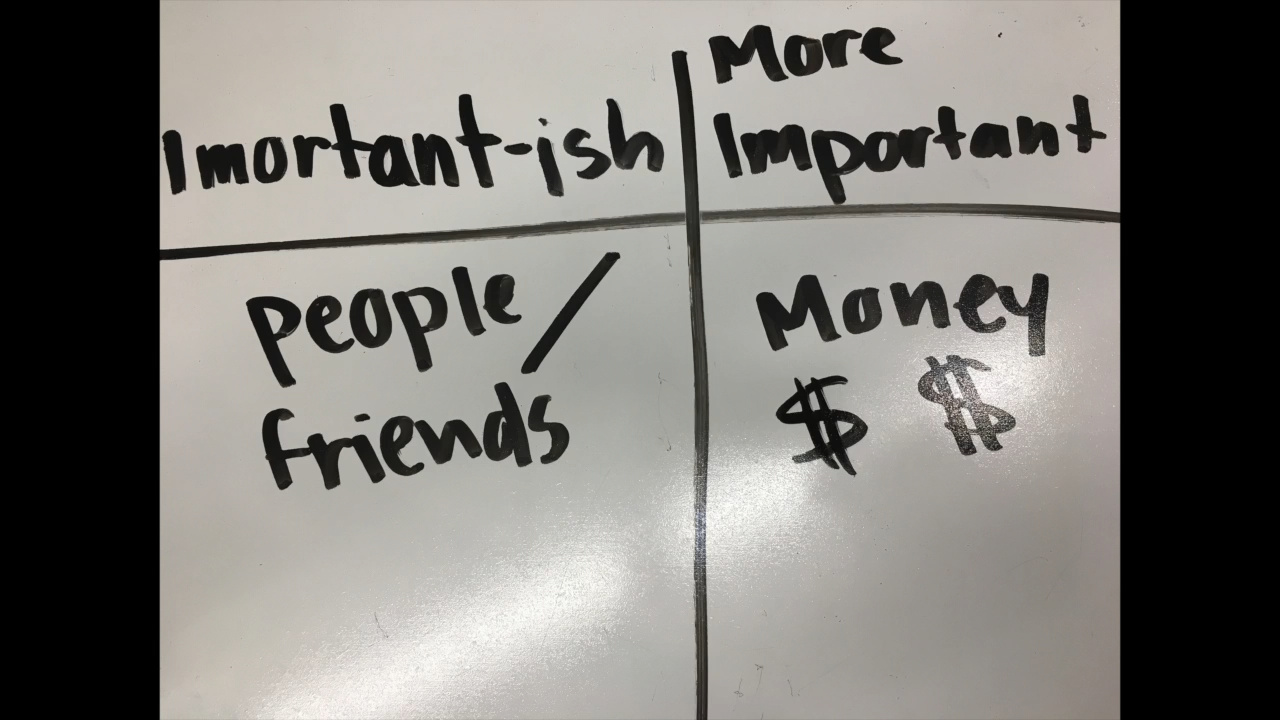 Imortant-ish
More
Important
people/
friends
Money
$ $